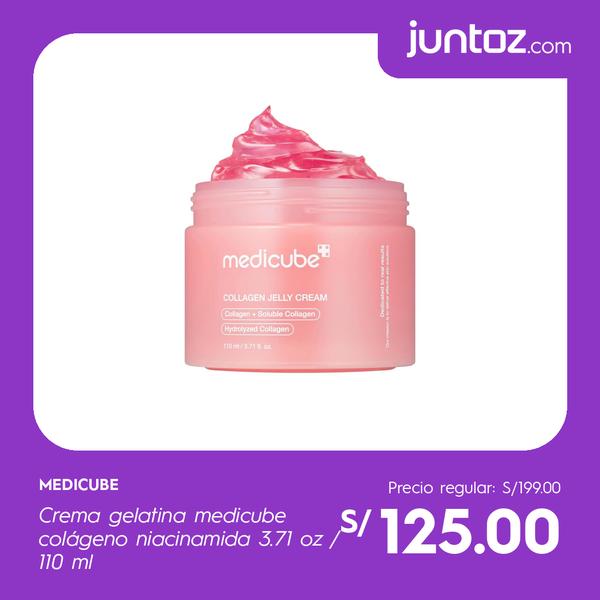 juntoz.com
medicube
COLLAGEN JELLY CREAM
Collagen + Soluble Collagen
Hydrolyzed Collagen
110 ml / 3.71 fl. oz.
Dedicated to real results
MEDICUBE
Crema gelatina medicube
colágeno niacinamida 3.71 oz /
110 ml
Precio regular: S/199.00
S/ 125.00